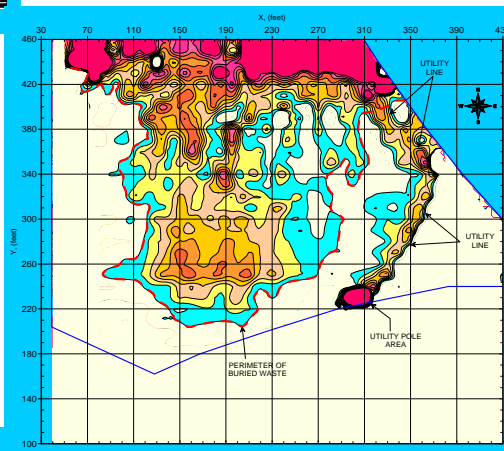 X, (feet)
30 70 110 150 190 230 270 310 350 390 430
460
420
380
340
300
260
220
180
140
100
Y, (feet)
UTILITY
LINE
N
W E
S
UTILITY
LINE
UTILITY POLE
AREA
PERIMETER OF
BURIED WASTE